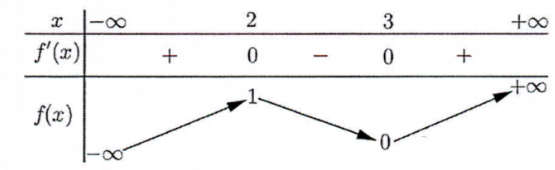 x −∞ 2 3 +∞
f′(x) + 0 − 0 +
f(x) −∞ 1 0 +∞